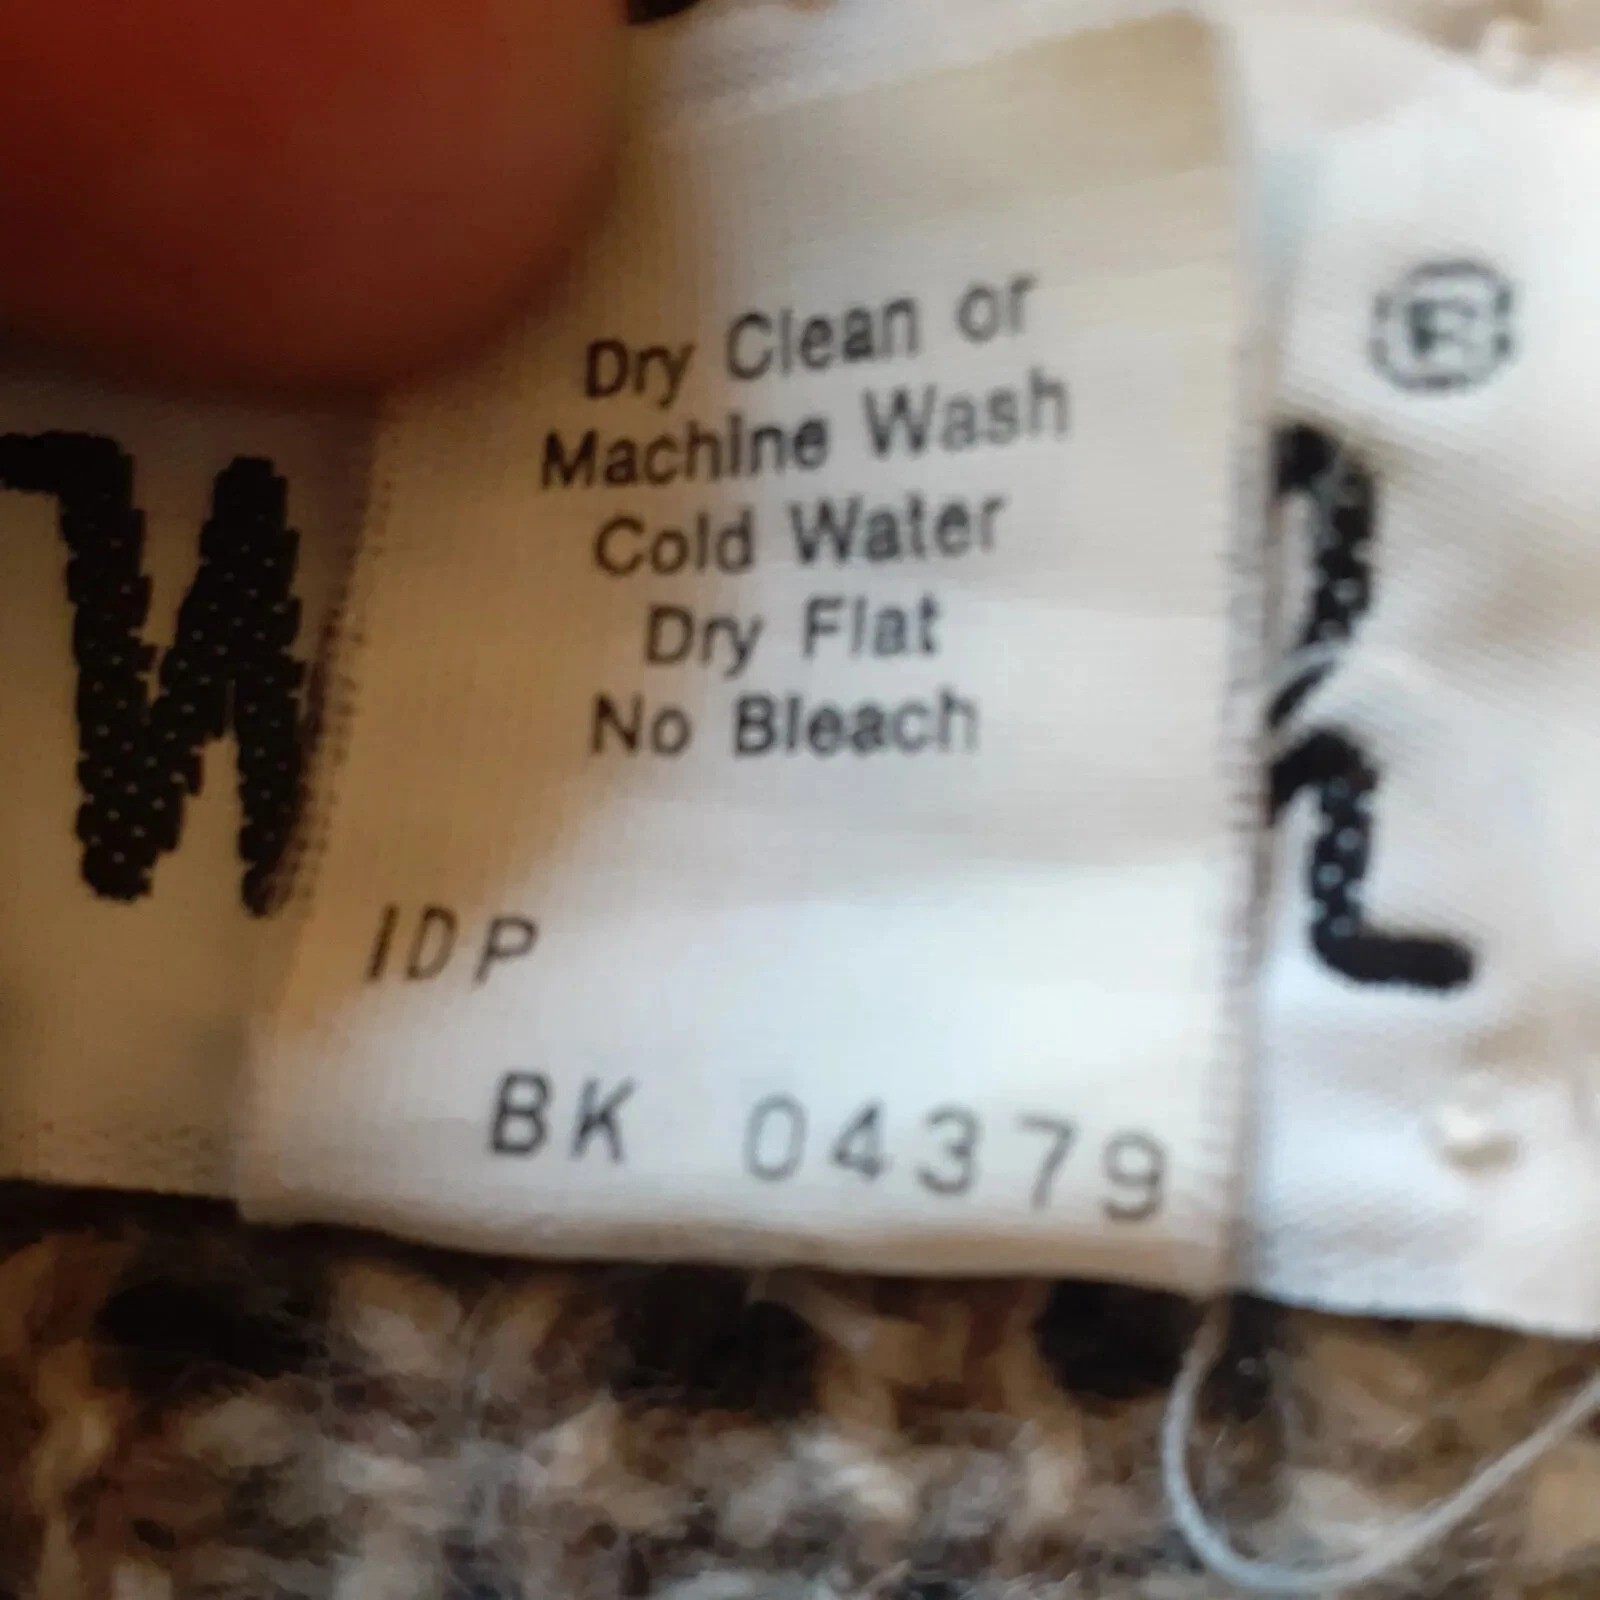 Dry Clean or
Machine Wash
Cold Water
Dry Flat
No Bleach
IDP
BK 04379
®